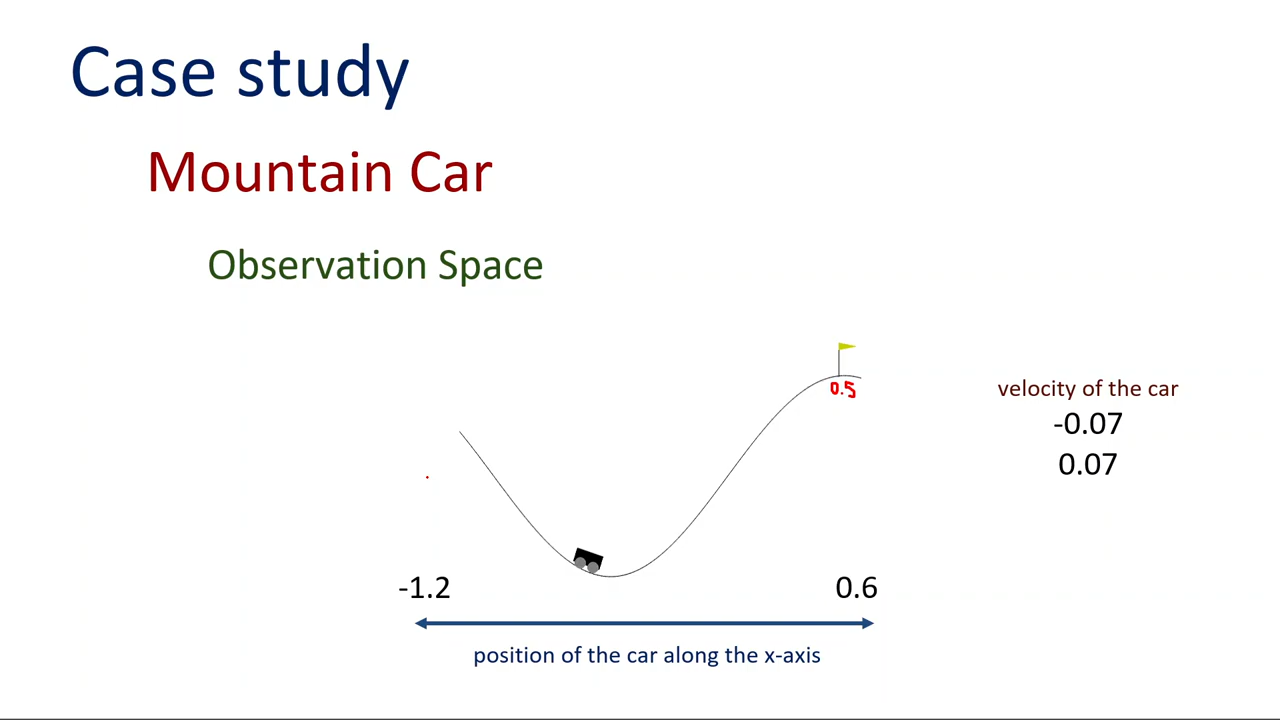 Case study
Mountain Car
Observation Space
0.5
velocity of the car
-0.07
0.07
-1.2
0.6
position of the car along the x-axis